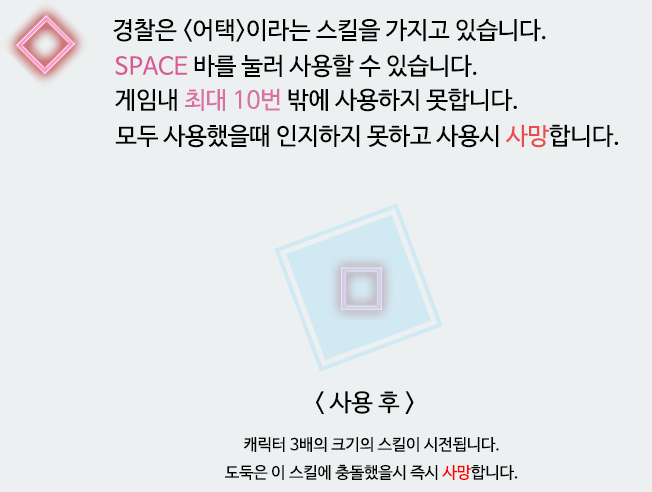 경찰은 <어택>이라는 스킬을 가지고 있습니다.
SPACE 바를 눌러 사용할 수 있습니다.
게임내 최대 10번 밖에 사용하지 못합니다.
모두 사용했을때 인지하지 못하고 사용시 사망합니다.
< 사용 후 >
캐릭터 3배의 크기의 스킬이 시전됩니다.
도둑은 이 스킬에 충돌했을시 즉시 사망합니다.